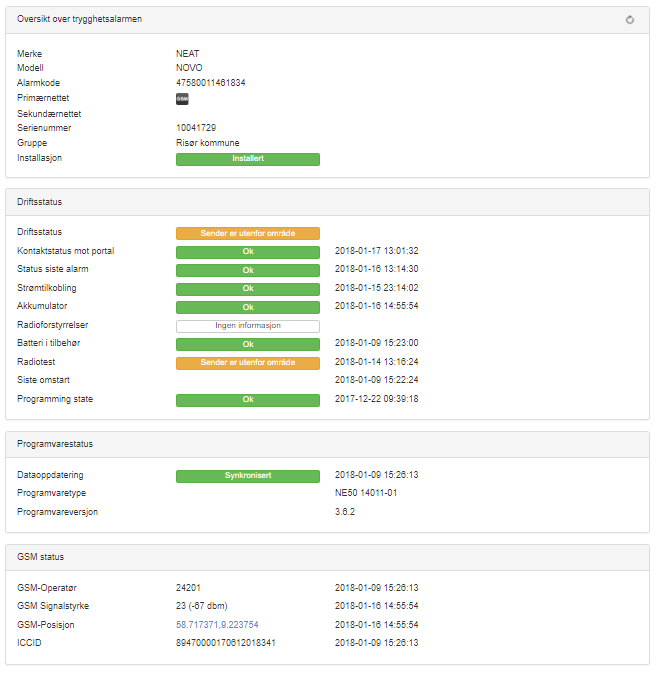 Oversikt over trygghetsalarmen
Merke NEAT
Modell NOVO
Alarmkode 47580011461834
Primærnettet GSM
Sekundærnettet
Serienummer 10041729
Gruppe Risør kommune
Installasjon Installert
Driftsstatus
Driftsstatus Sender er utenfor område
Kontaktstatus mot portal Ok 2018-01-17 13:01:32
Status siste alarm Ok 2018-01-16 13:14:30
Strømtilkobling Ok 2018-01-15 23:14:02
Akkumulator Ok 2018-01-16 14:55:54
Radioforstyrrelser Ingen informasjon
Batteri i tilbehør Ok 2018-01-09 15:23:00
Radiotest Sender er utenfor område 2018-01-14 13:16:24
Siste omstart 2018-01-09 15:22:24
Programming state Ok 2017-12-22 09:39:18
Programvarestatus
Dataoppdatering Synkronisert 2018-01-09 15:26:13
Programvaretype NE50 14011-01
Programvareversjon 3.6.2
GSM status
GSM-Operatør 24201 2018-01-09 15:26:13
GSM Signalstyrke 23 (-67 dbm) 2018-01-16 14:55:54
GSM-Posisjon 58.717371,9.223754 2018-01-16 14:55:54
ICCID 89470000170612018341 2018-01-09 15:26:13